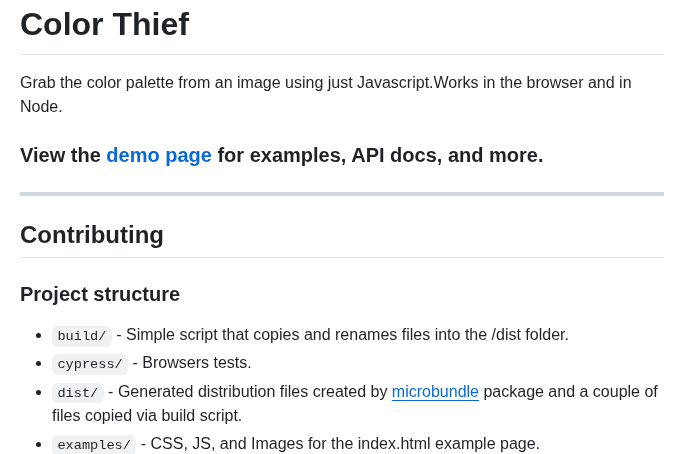 Color Thief
Grab the color palette from an image using just Javascript.Works in the browser and in
Node.
View the demo page for examples, API docs, and more.
Contributing
Project structure
build/ - Simple script that copies and renames files into the /dist folder.
cypress/ - Browsers tests.
dist/ - Generated distribution files created by microbundle package and a couple of
files copied via build script.
examples/ - CSS, JS, and Images for the index.html example page.